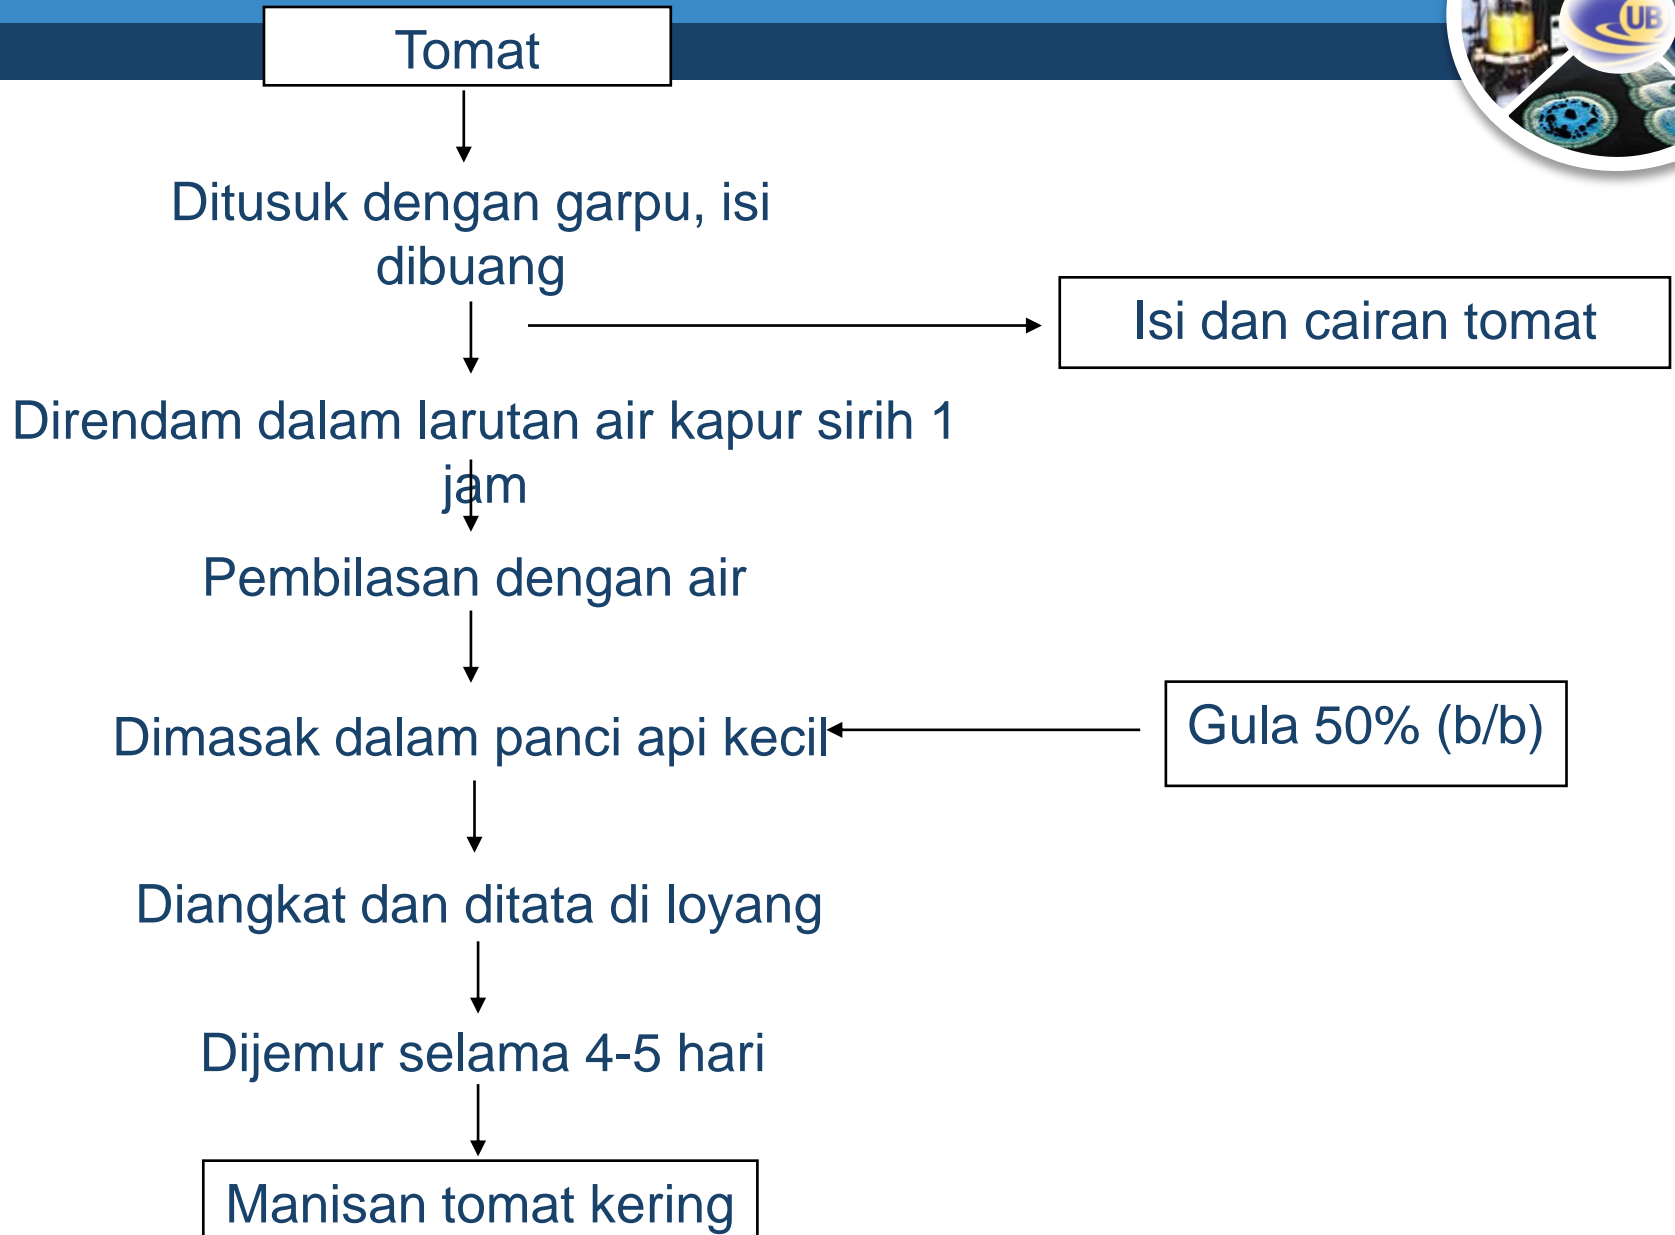 Tomat
UB
Ditusuk dengan garpu, isi
dibuang
Isi dan cairan tomat
Direndam dalam larutan air kapur sirih 1
jam
Pembilasan dengan air
Dimasak dalam panci api kecil
Gula 50% (b/b)
Diangkat dan ditata di loyang
Dijemur selama 4-5 hari
Manisan tomat kering